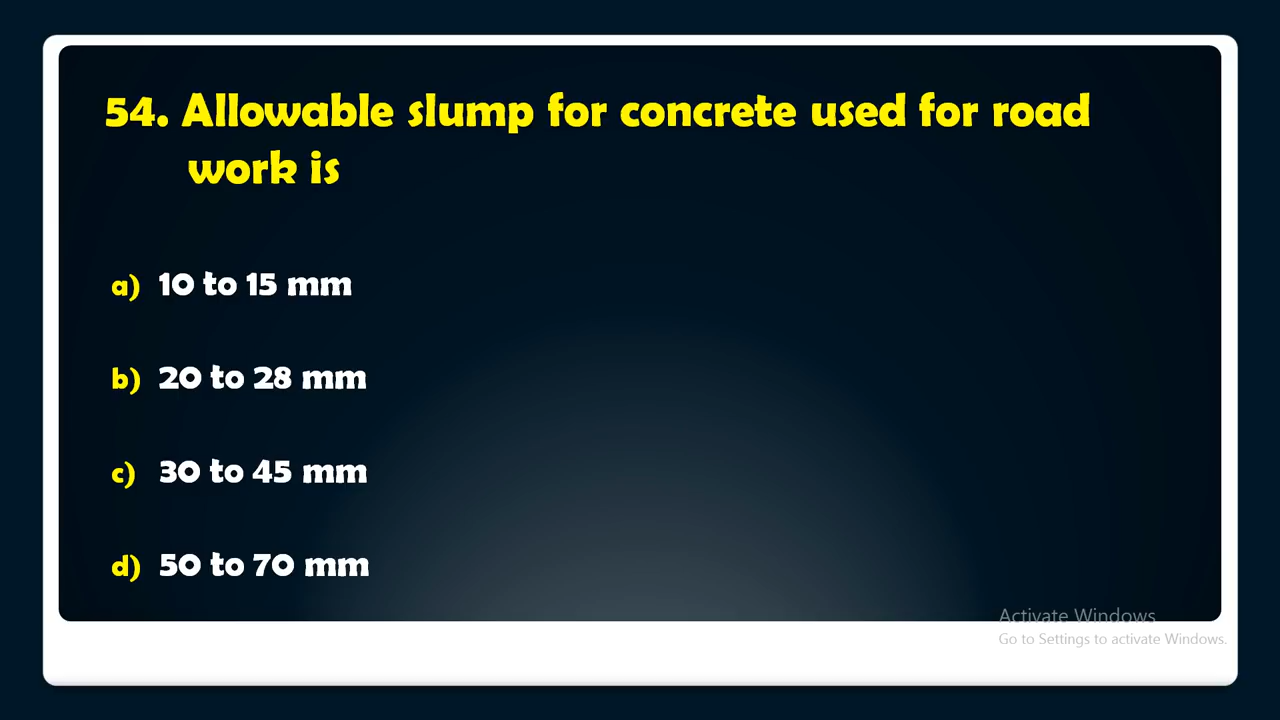 54. Allowable slump for concrete used for road
work is
a) 10 to 15 mm
b) 20 to 28 mm
c) 30 to 45 mm
d) 50 to 70 mm
Activate Windows
Go to Settings to activate Windows.